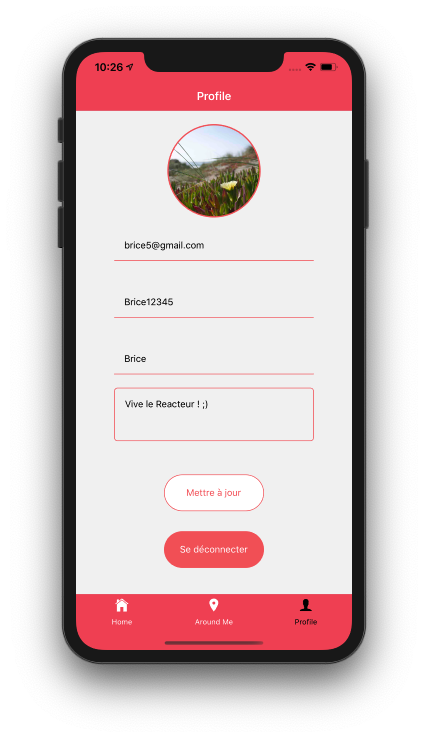 10:26
Profile
brice5@gmail.com
Brice12345
Brice
Vive le Reacteur ! ;)
Mettre à jour
Se déconnecter
Home
Around Me
Profile